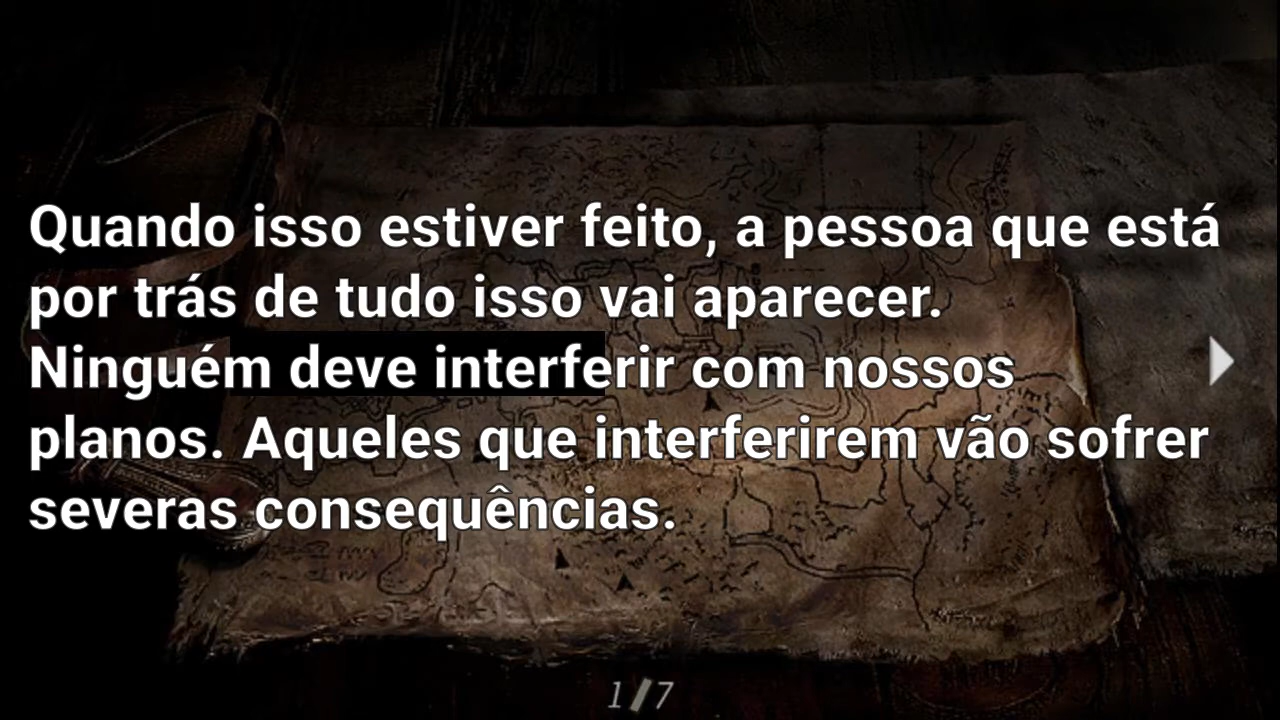 Quando isso estiver feito, a pessoa que está
por trás de tudo isso vai aparecer.
Ninguém deve interferir com nossos
planos. Aqueles que interferirem vão sofrer
severas consequências.
1/7